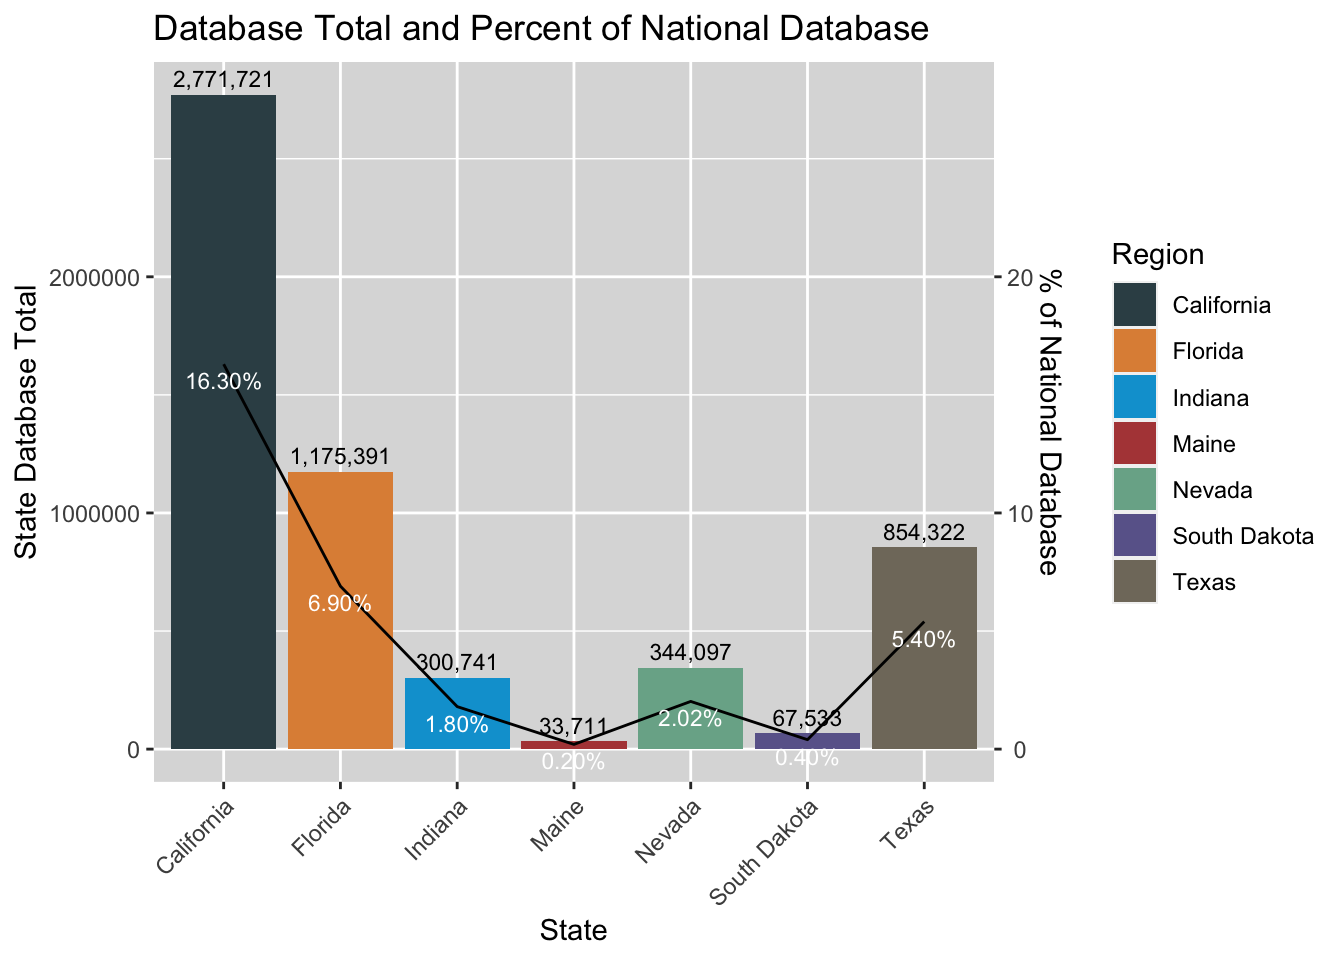 Database Total and Percent of National Database
State Database Total
2000000
1000000
0
2,771,721
1,175,391
300,741
33,711
344,097
67,533
854,322
16.30%
6.90%
1.80%
0.20%
2.02%
0.40%
5.40%
20
10
0
% of National Database
California
Florida
Indiana
Maine
Nevada
South Dakota
Texas
State
Region
California
Florida
Indiana
Maine
Nevada
South Dakota
Texas